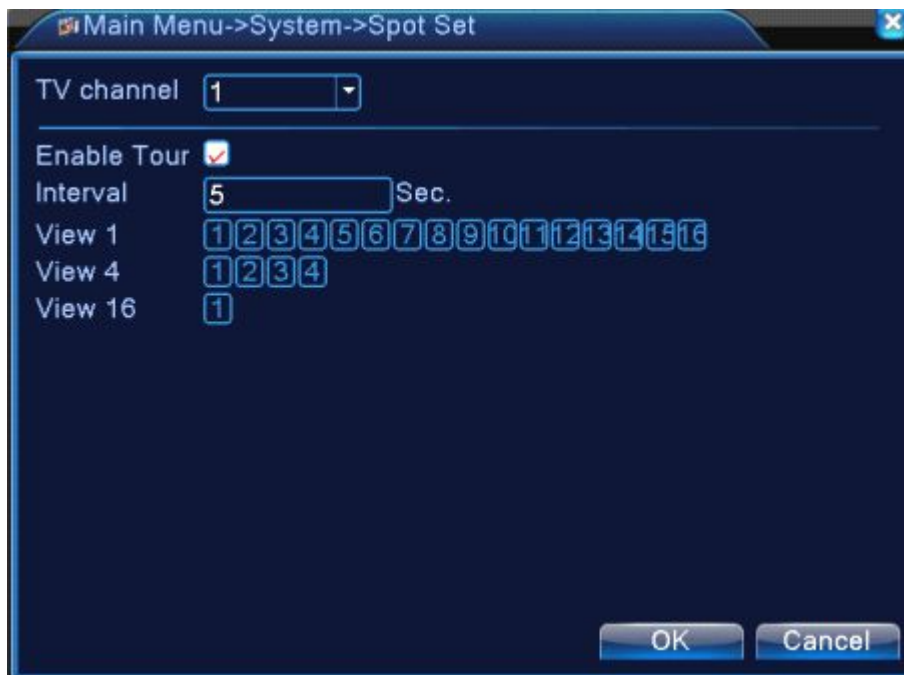 Main Menu->System->Spot Set
TV channel 1
Enable Tour
Interval 5 Sec.
View 1 1 2 3 4 5 6 7 8 9 10 11 12 13 14 15 16
View 4 1 2 3 4
View 16 1
OK Cancel